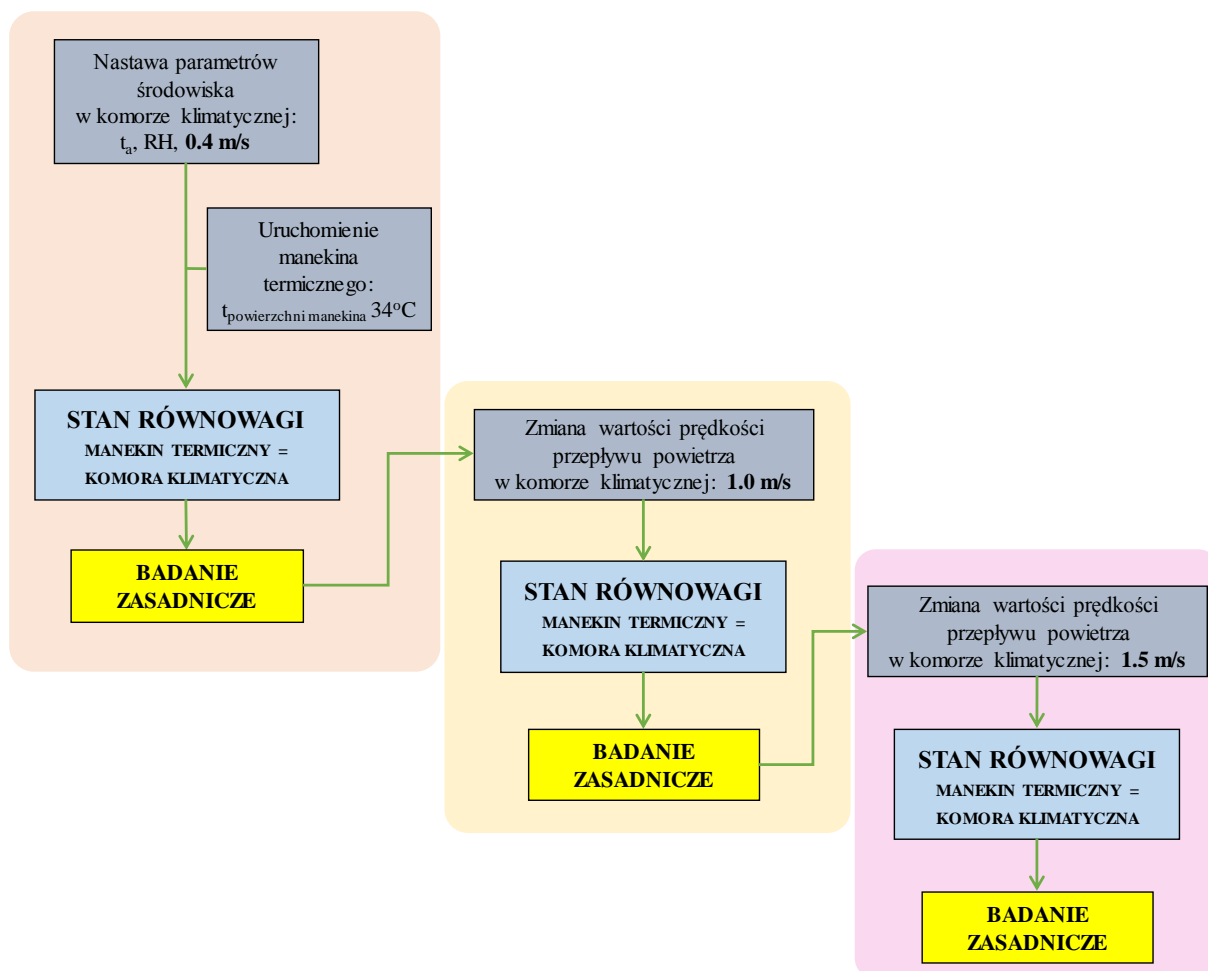 Nastawa parametrów
środowiska
w komorze klimatycznej:
tₐ, RH, 0.4 m/s
Uruchomienie
manekina
termicznego:
t powierzchni manekina 34°C
STAN RÓWNOWAGI
MANEKIN TERMICZNY =
KOMORA KLIMATYCZNA
BADANIE
ZASADNICZE
Zmiana wartości prędkości
przepływu powietrza
w komorze klimatycznej: 1.0 m/s
STAN RÓWNOWAGI
MANEKIN TERMICZNY =
KOMORA KLIMATYCZNA
BADANIE
ZASADNICZE
Zmiana wartości prędkości
przepływu powietrza
w komorze klimatycznej: 1.5 m/s
STAN RÓWNOWAGI
MANEKIN TERMICZNY =
KOMORA KLIMATYCZNA
BADANIE
ZASADNICZE